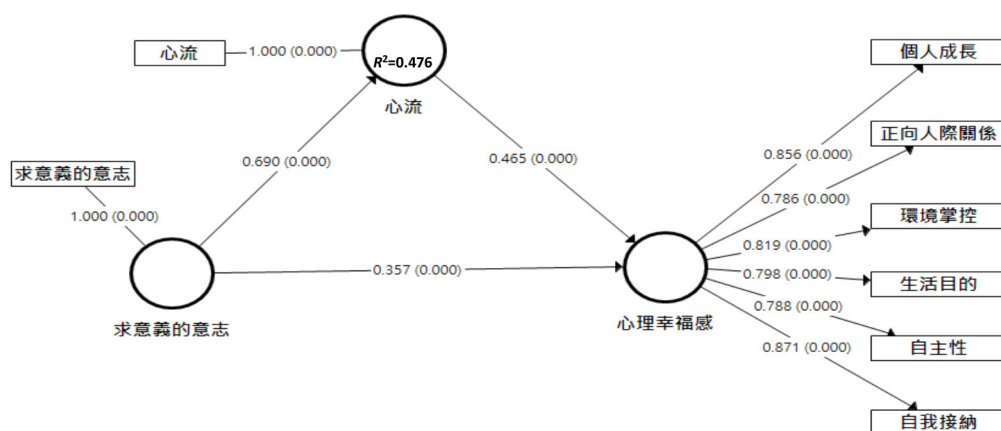 心流
1.000 (0.000)
R²=0.476
心流
個人成長
正向人際關係
0.690 (0.000)
0.465 (0.000)
0.856 (0.000)
求意義的意志
1.000 (0.000)
0.786 (0.000)
環境掌控
0.819 (0.000)
0.357 (0.000)
0.798 (0.000)
生活目的
求意義的意志
心理幸福感
0.788 (0.000)
自主性
0.871 (0.000)
自我接納